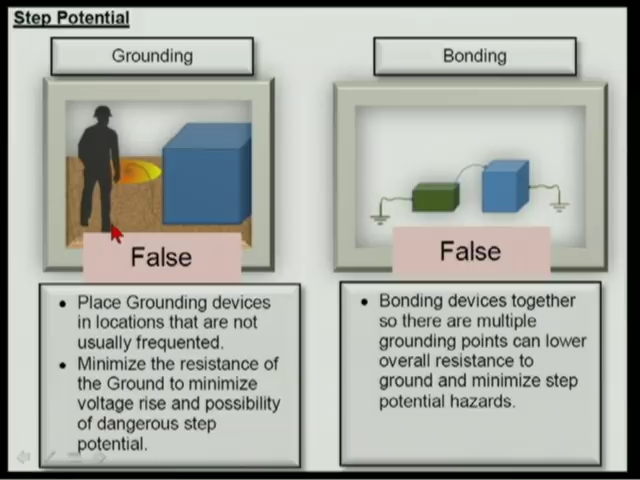 Step Potential
Grounding
Bonding
False
False
• Place Grounding devices
in locations that are not
usually frequented.
• Minimize the resistance of
the Ground to minimize
voltage rise and possibility
of dangerous step
potential.
• Bonding devices together
so there are multiple
grounding points can lower
overall resistance to
ground and minimize step
potential hazards.